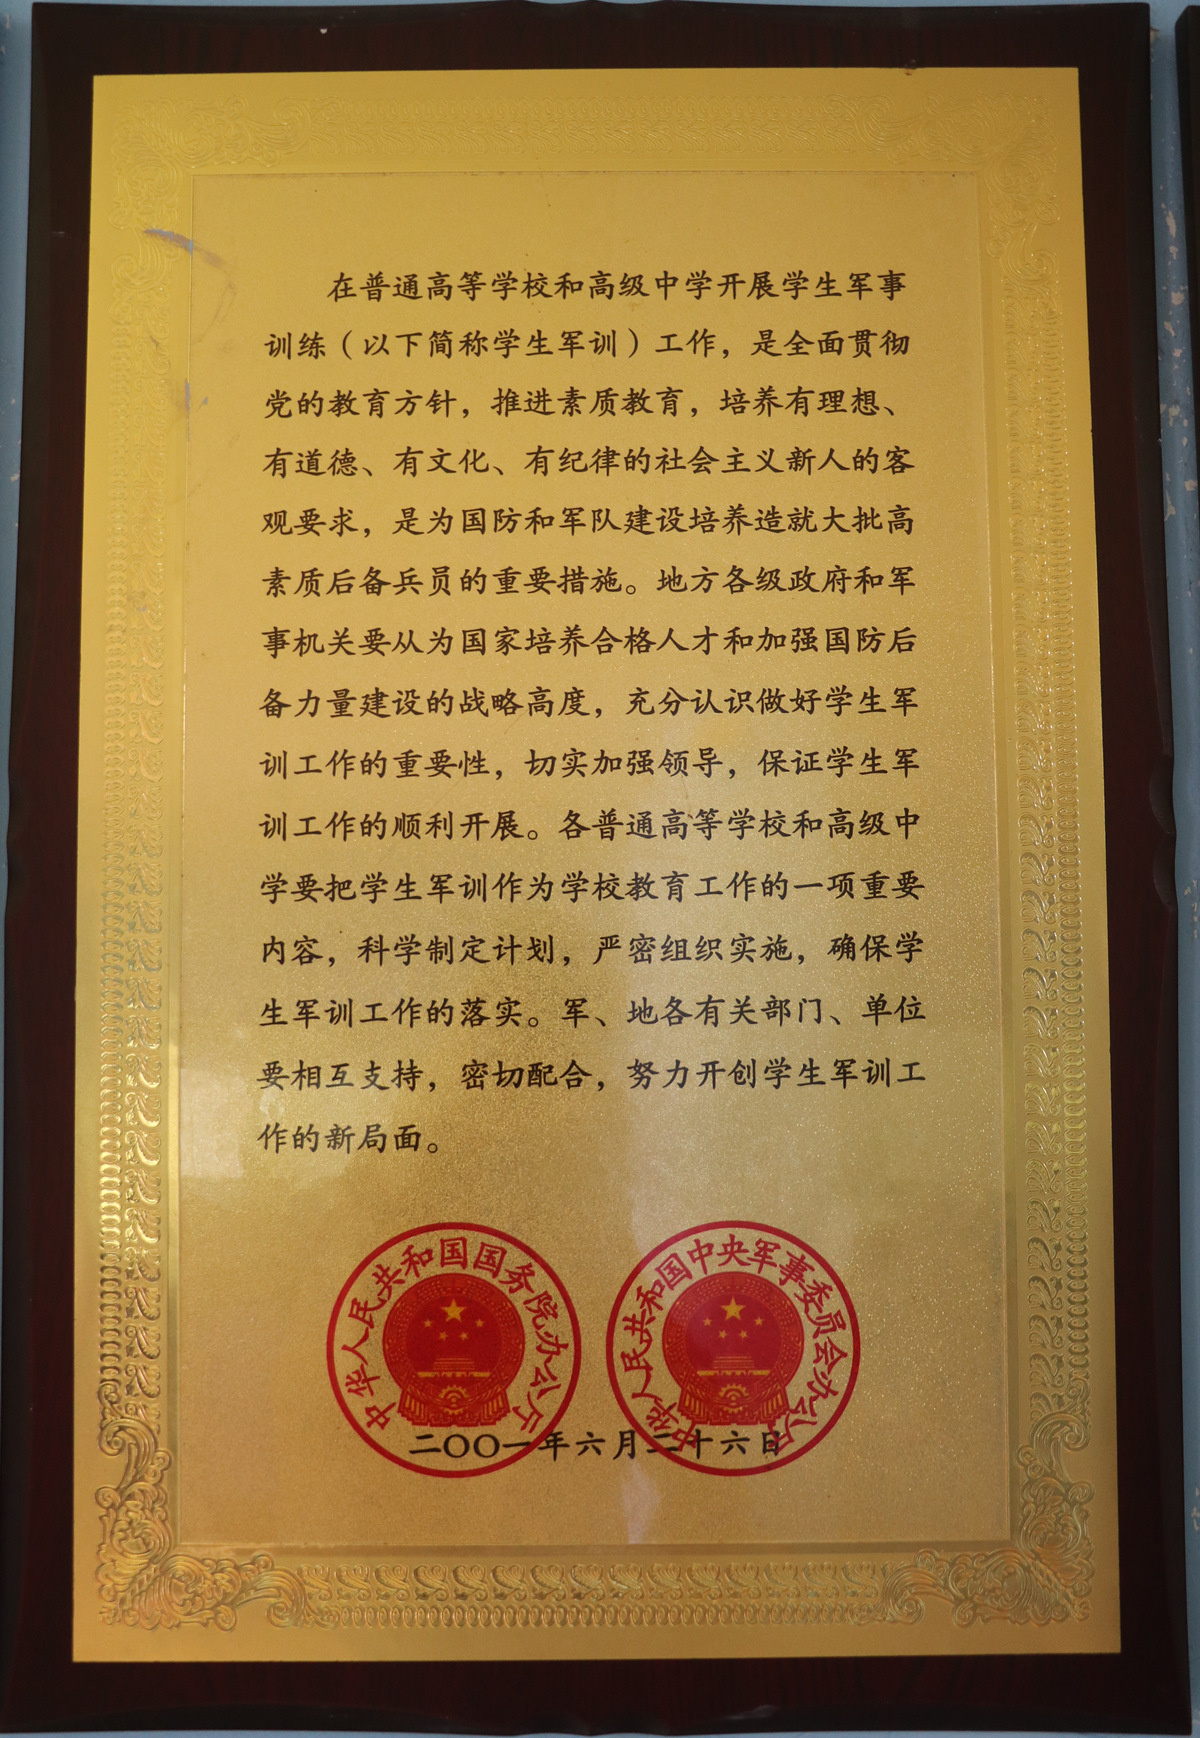 在普通高等学校和高级中学开展学生军事
训练（以下简称学生军训）工作，是全面贯彻
党的教育方针，推进素质教育，培养有理想、
有道德、有文化、有纪律的社会主义新人的客
观要求，是为国防和军队建设培养造就大批高
素质后备兵员的重要措施。地方各级政府和军
事机关要从为国家培养合格人才和加强国防后
备力量建设的战略高度，充分认识做好学生军
训工作的重要性，切实加强领导，保证学生军
训工作的顺利开展。各普通高等学校和高级中
学要把学生军训作为学校教育工作的一项重要
内容，科学制定计划，严密组织实施，确保学
生军训工作的落实。军、地各有关部门、单位
要相互支持，密切配合，努力开创学生军训工
作的新局面。
中华人民共和国国务院办公厅
中华人民共和国中央军事委员会办公厅
二〇〇一年六月二十六日